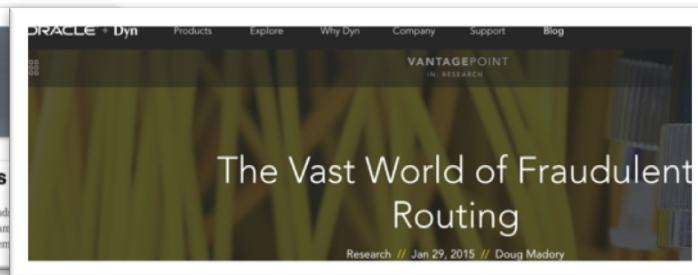 ORACLE + Dyn Products Explore Why Dyn Company Support Blog
VANTAGEPOINT
IN: RESEARCH
The Vast World of Fraudulent
Routing
Research // Jan 29, 2015 // Doug Madory